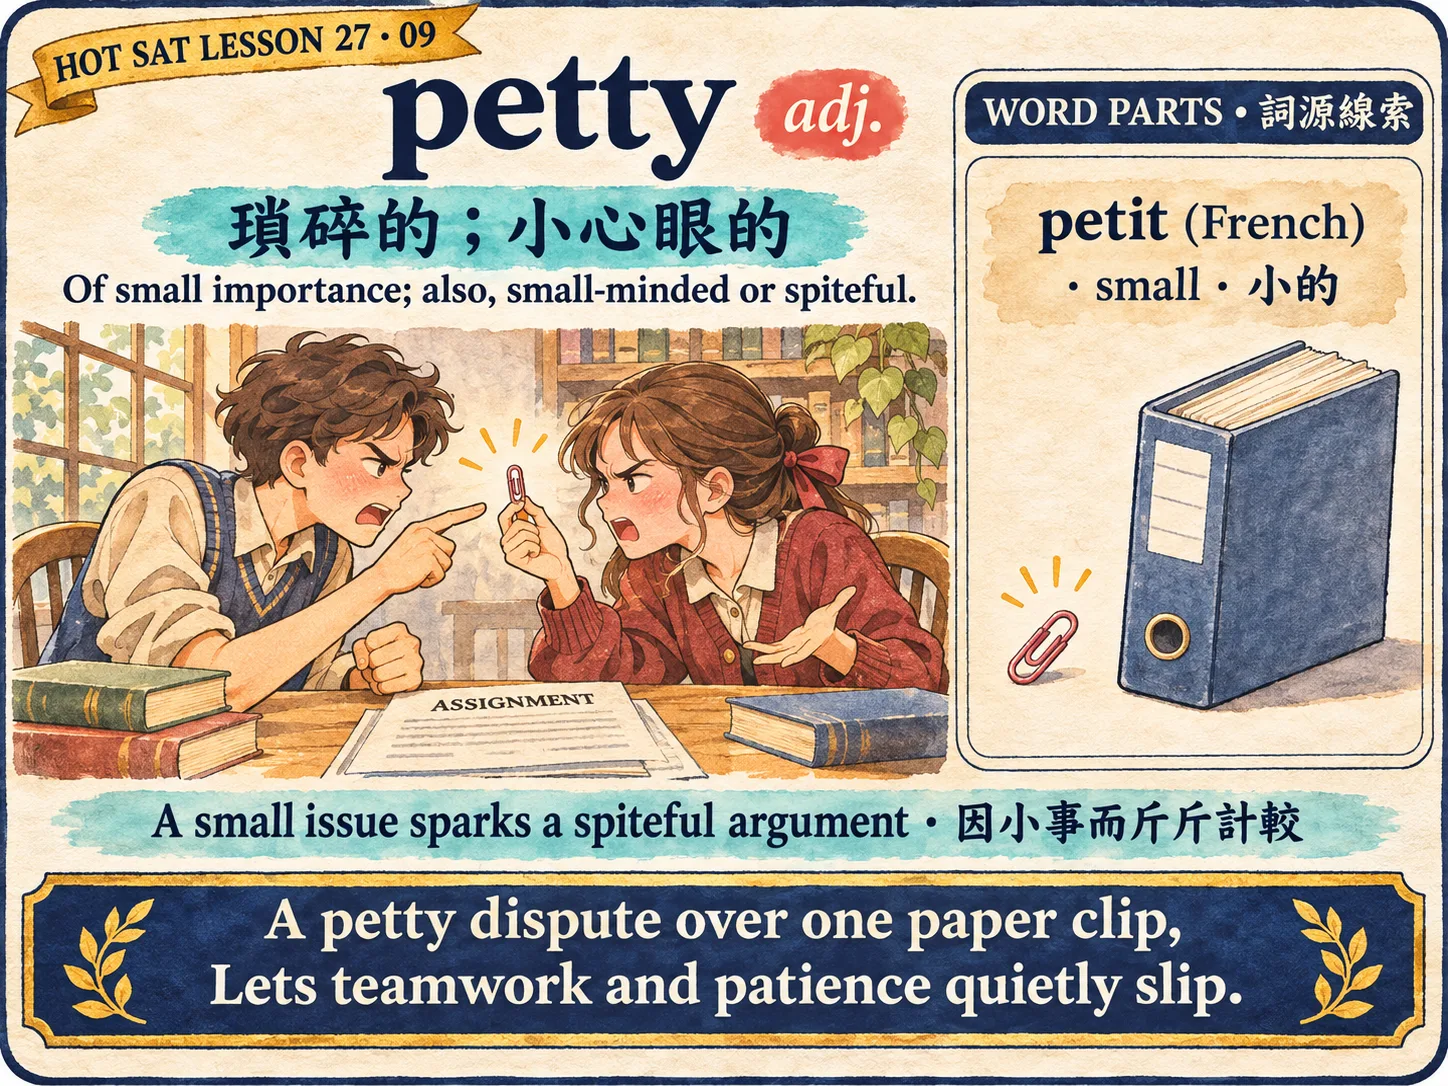 HOT SAT LESSON 27 · 09
petty adj.
瑣碎的；小心眼的
Of small importance; also, small-minded or spiteful.
WORD PARTS · 詞源線索
petit (French)
· small · 小的
ASSIGNMENT
A small issue sparks a spiteful argument · 因小事而斤斤計較
A petty dispute over one paper clip,
Lets teamwork and patience quietly slip.